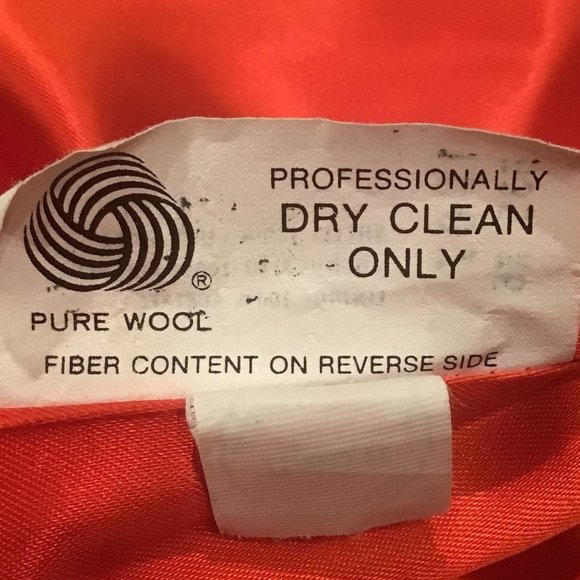 PROFESSIONALLY
DRY CLEAN
ONLY
®
PURE WOOL
FIBER CONTENT ON REVERSE SIDE